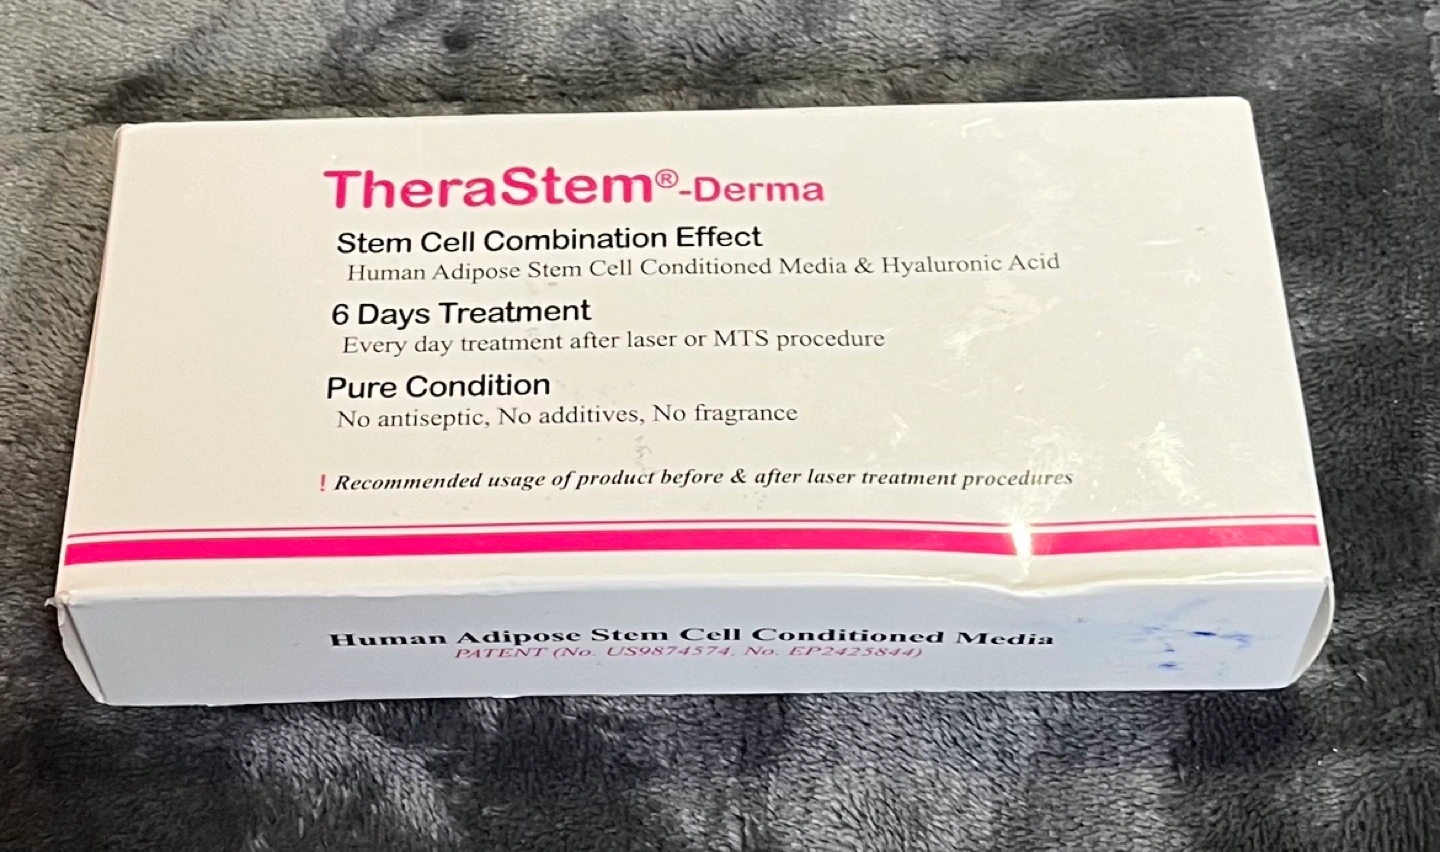 TheraStem®-Derma
Stem Cell Combination Effect
Human Adipose Stem Cell Conditioned Media & Hyaluronic Acid
6 Days Treatment
Every day treatment after laser or MTS procedure
Pure Condition
No antiseptic, No additives, No fragrance
! Recommended usage of product before & after laser treatment procedures
Human Adipose Stem Cell Conditioned Media
PATENT (No. US9874574, No. EP2425844)